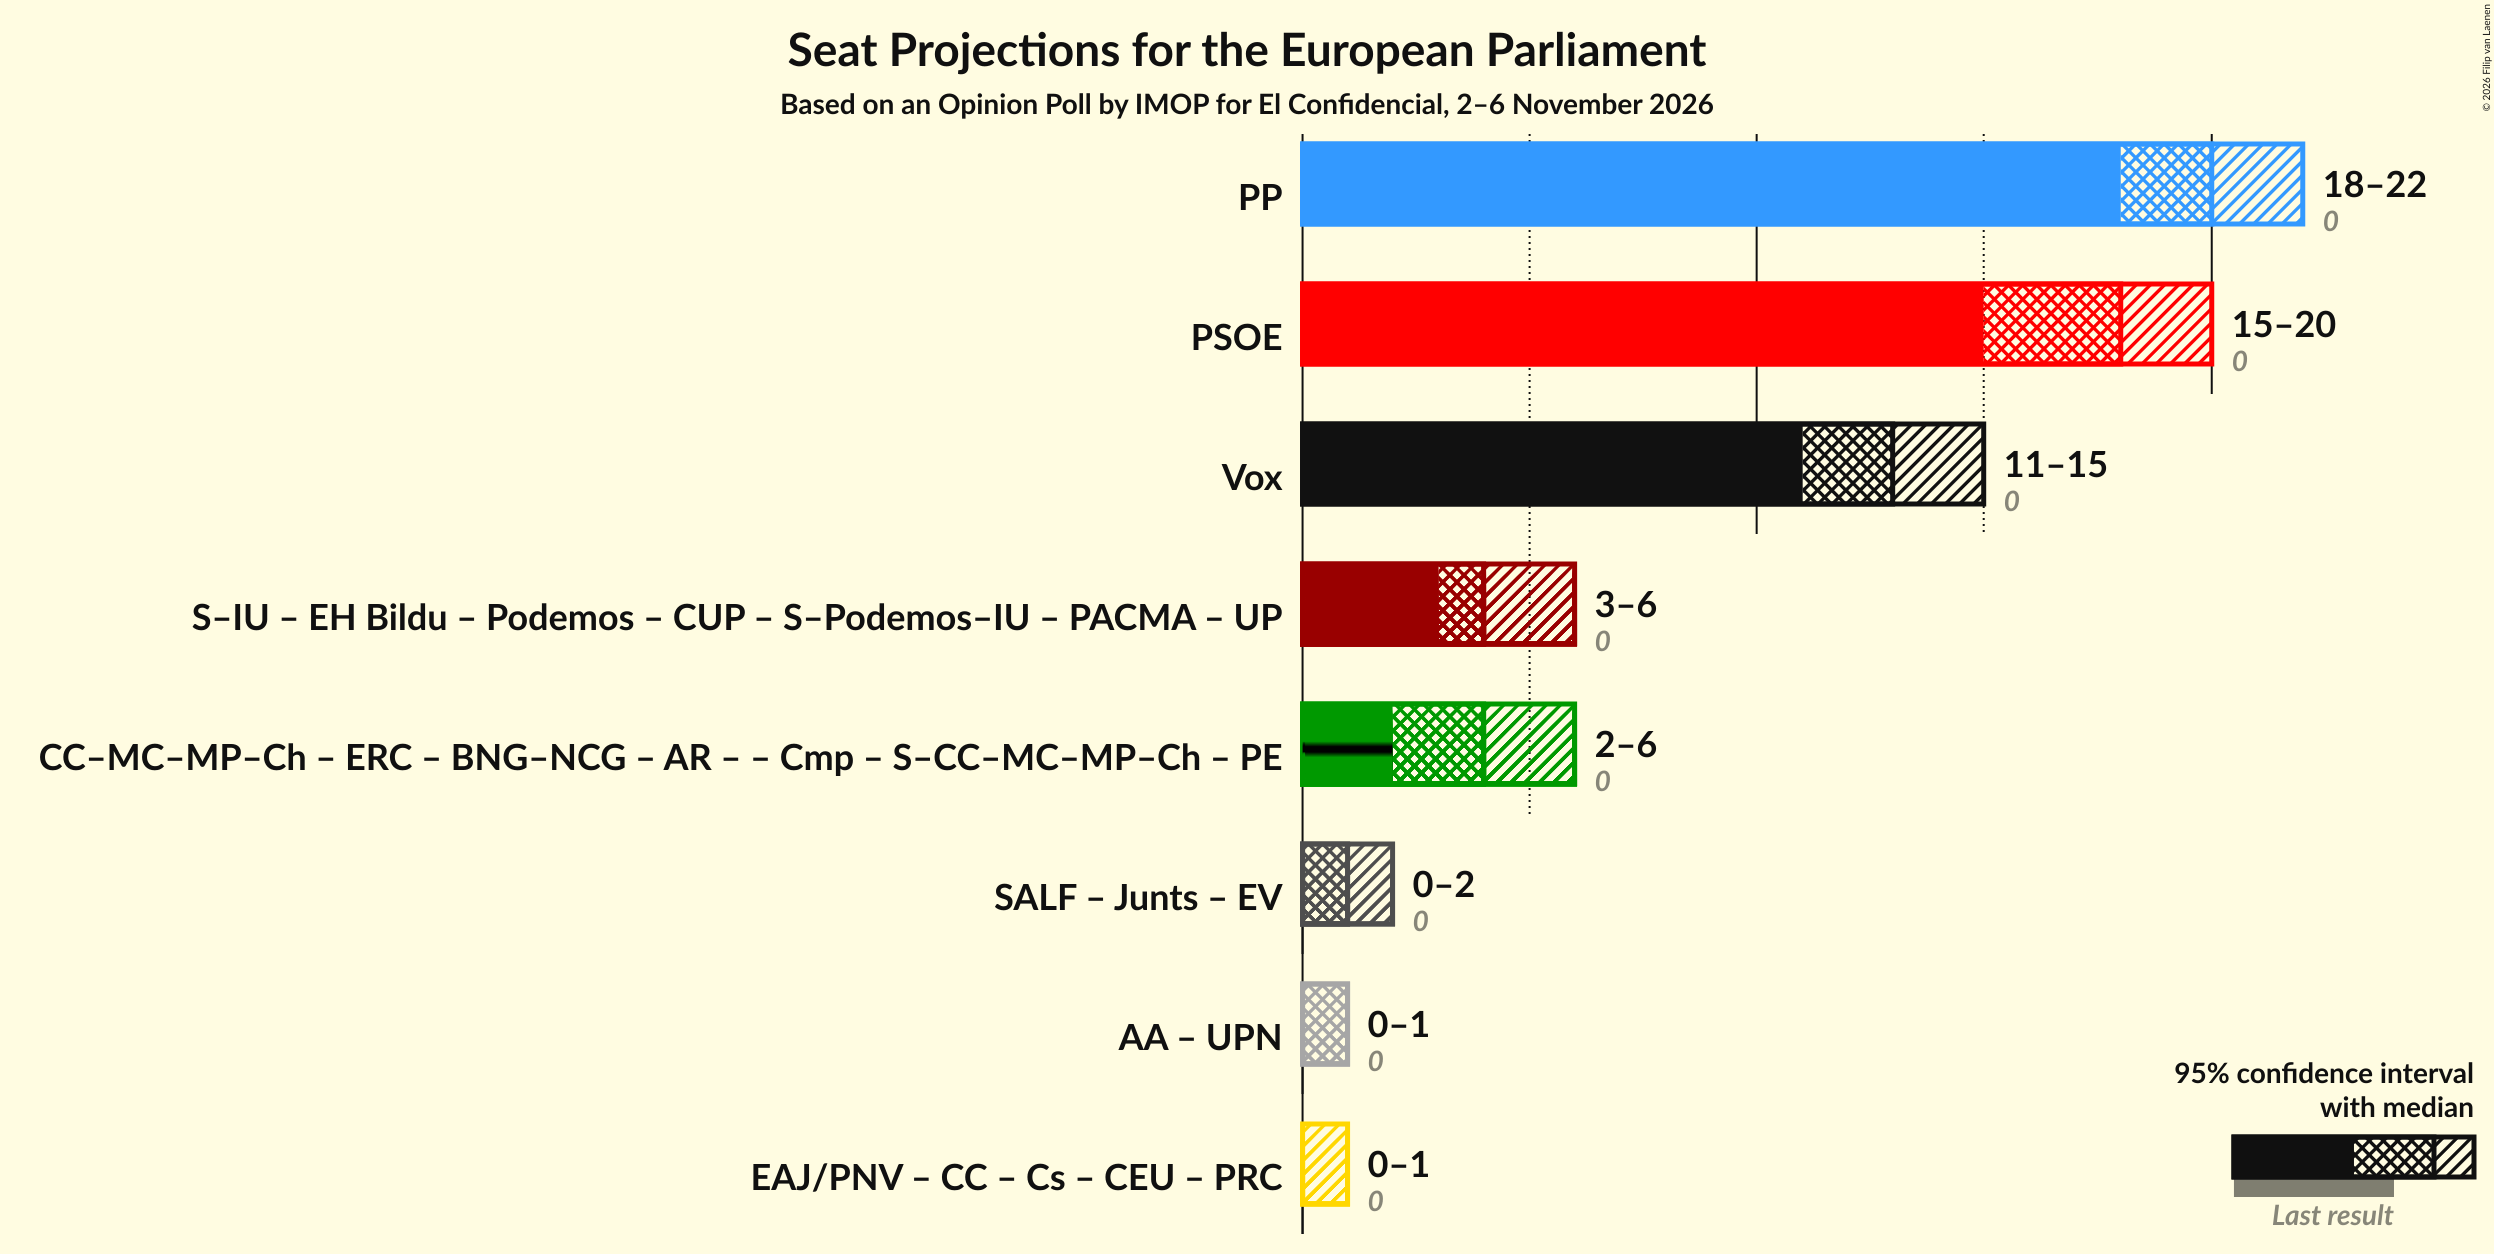 Seat Projections for the European Parliament
Based on an Opinion Poll by IMOP for El Confidencial, 2–6 November 2026
© 2026 Filip van Laenen
PP
18–22
0
PSOE
15–20
0
Vox
11–15
0
S–IU – EH Bildu – Podemos – CUP – S–Podemos–IU – PACMA – UP
3–6
0
CC–MC–MP–Ch – ERC – BNG–NCG – AR – – Cmp – S–CC–MC–MP–Ch – PE
2–6
0
SALF – Junts – EV
0–2
0
AA – UPN
0–1
0
EAJ/PNV – CC – Cs – CEU – PRC
0–1
0
95% confidence interval
with median
Last result